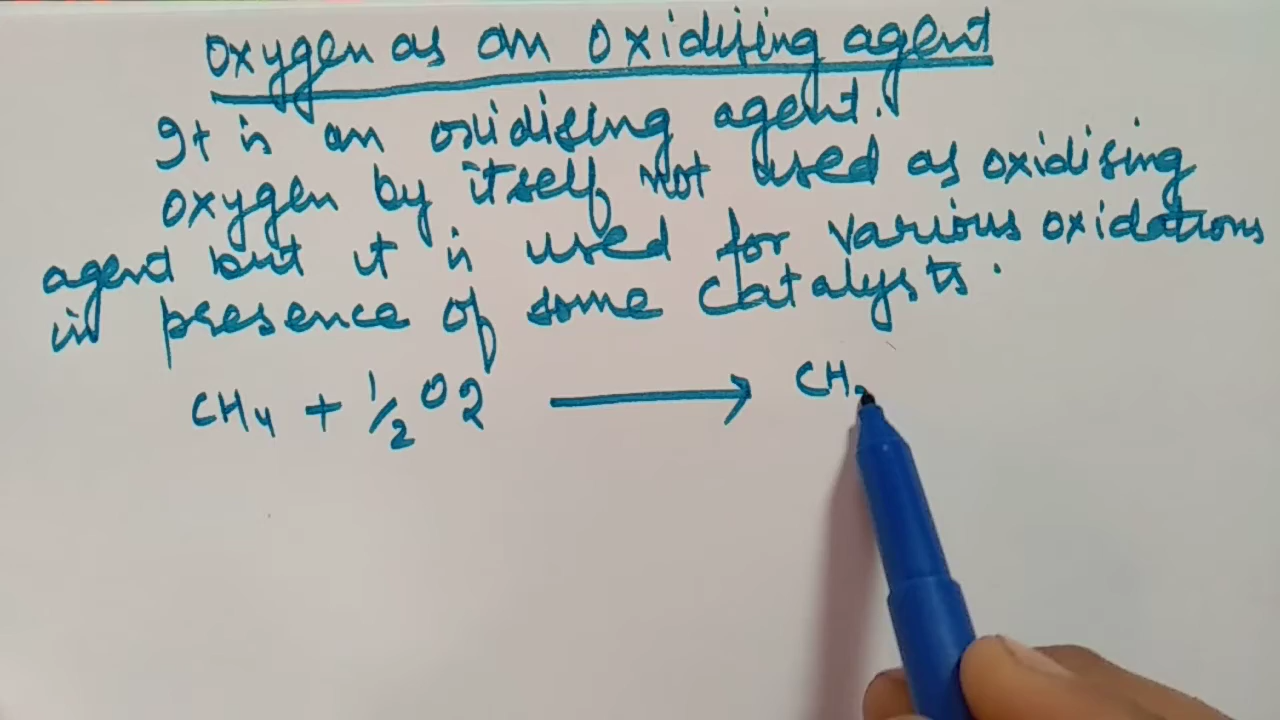 Oxygen as an Oxidising agent
It is an oxidising agent.
oxygen by itself not used as oxidising
agent but it is used for various oxidations
in presence of some catalysts.
CH4 + 1/2 O2 ⟶ CH